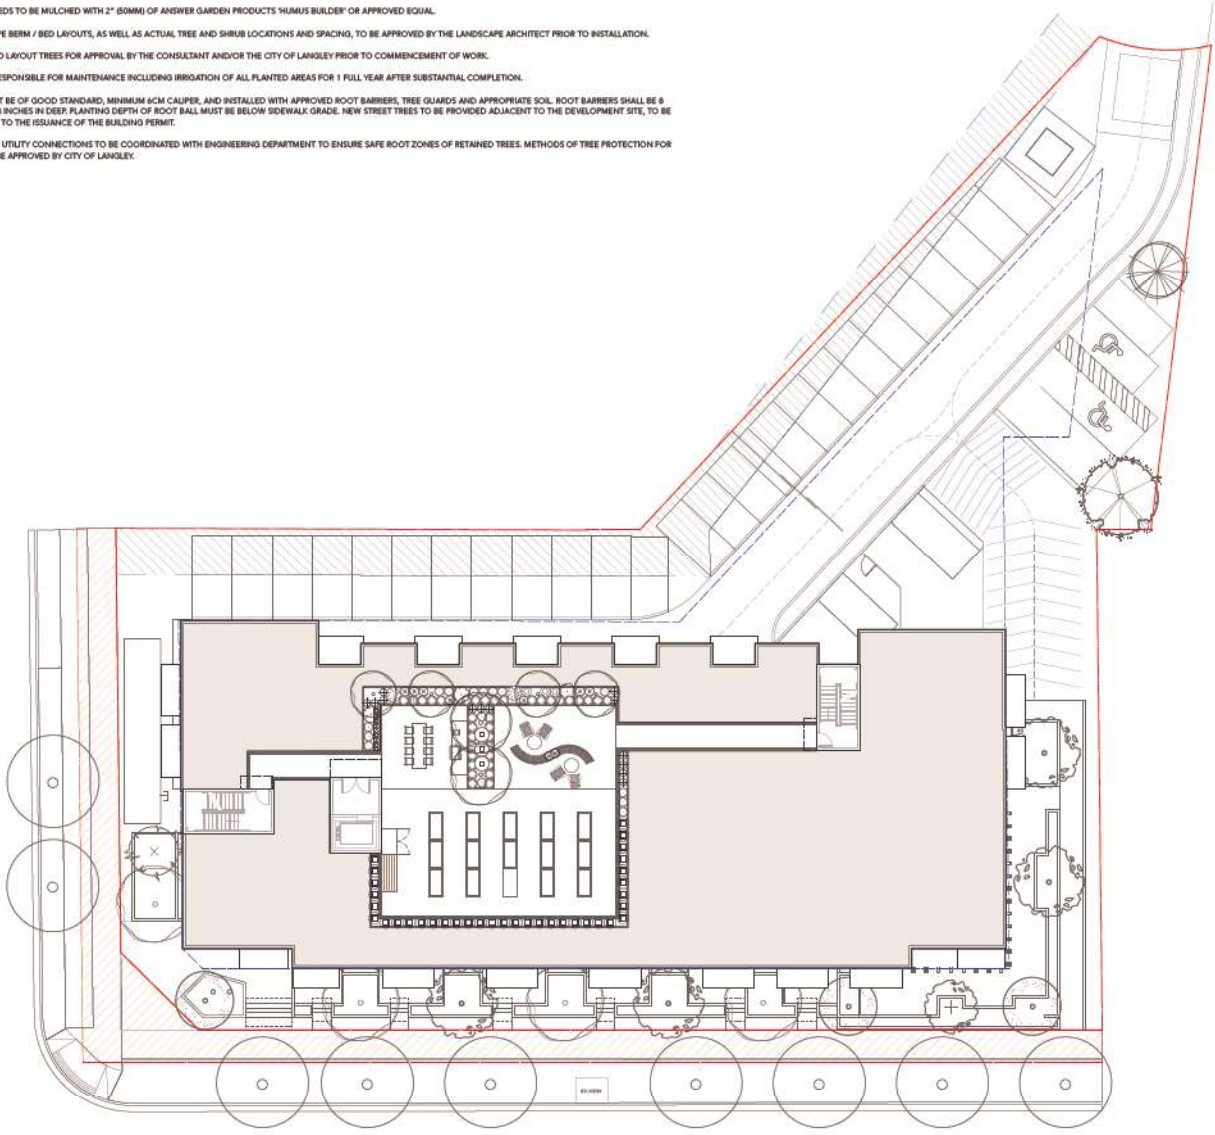 EDS TO BE MULCHED WITH 2" (50MM) OF ANSWER GARDEN PRODUCTS 'HUMUS BUILDER' OR APPROVED EQUAL.
PE BERM / BED LAYOUTS, AS WELL AS ACTUAL TREE AND SHRUB LOCATIONS AND SPACING, TO BE APPROVED BY THE LANDSCAPE ARCHITECT PRIOR TO INSTALLATION.
O LAYOUT TREES FOR APPROVAL BY THE CONSULTANT AND/OR THE CITY OF LANGLEY PRIOR TO COMMENCEMENT OF WORK.
ESPONSIBLE FOR MAINTENANCE INCLUDING IRRIGATION OF ALL PLANTED AREAS FOR 1 FULL YEAR AFTER SUBSTANTIAL COMPLETION.
T BE OF GOOD STANDARD, MINIMUM 6CM CALIPER, AND INSTALLED WITH APPROVED ROOT BARRIERS, TREE GUARDS AND APPROPRIATE SOIL. ROOT BARRIERS SHALL BE 8
INCHES IN DEEP. PLANTING DEPTH OF ROOT BALL MUST BE BELOW SIDEWALK GRADE. NEW STREET TREES TO BE PROVIDED ADJACENT TO THE DEVELOPMENT SITE, TO BE
TO THE ISSUANCE OF THE BUILDING PERMIT.
UTILITY CONNECTIONS TO BE COORDINATED WITH ENGINEERING DEPARTMENT TO ENSURE SAFE ROOT ZONES OF RETAINED TREES. METHODS OF TREE PROTECTION FOR
E APPROVED BY CITY OF LANGLEY.